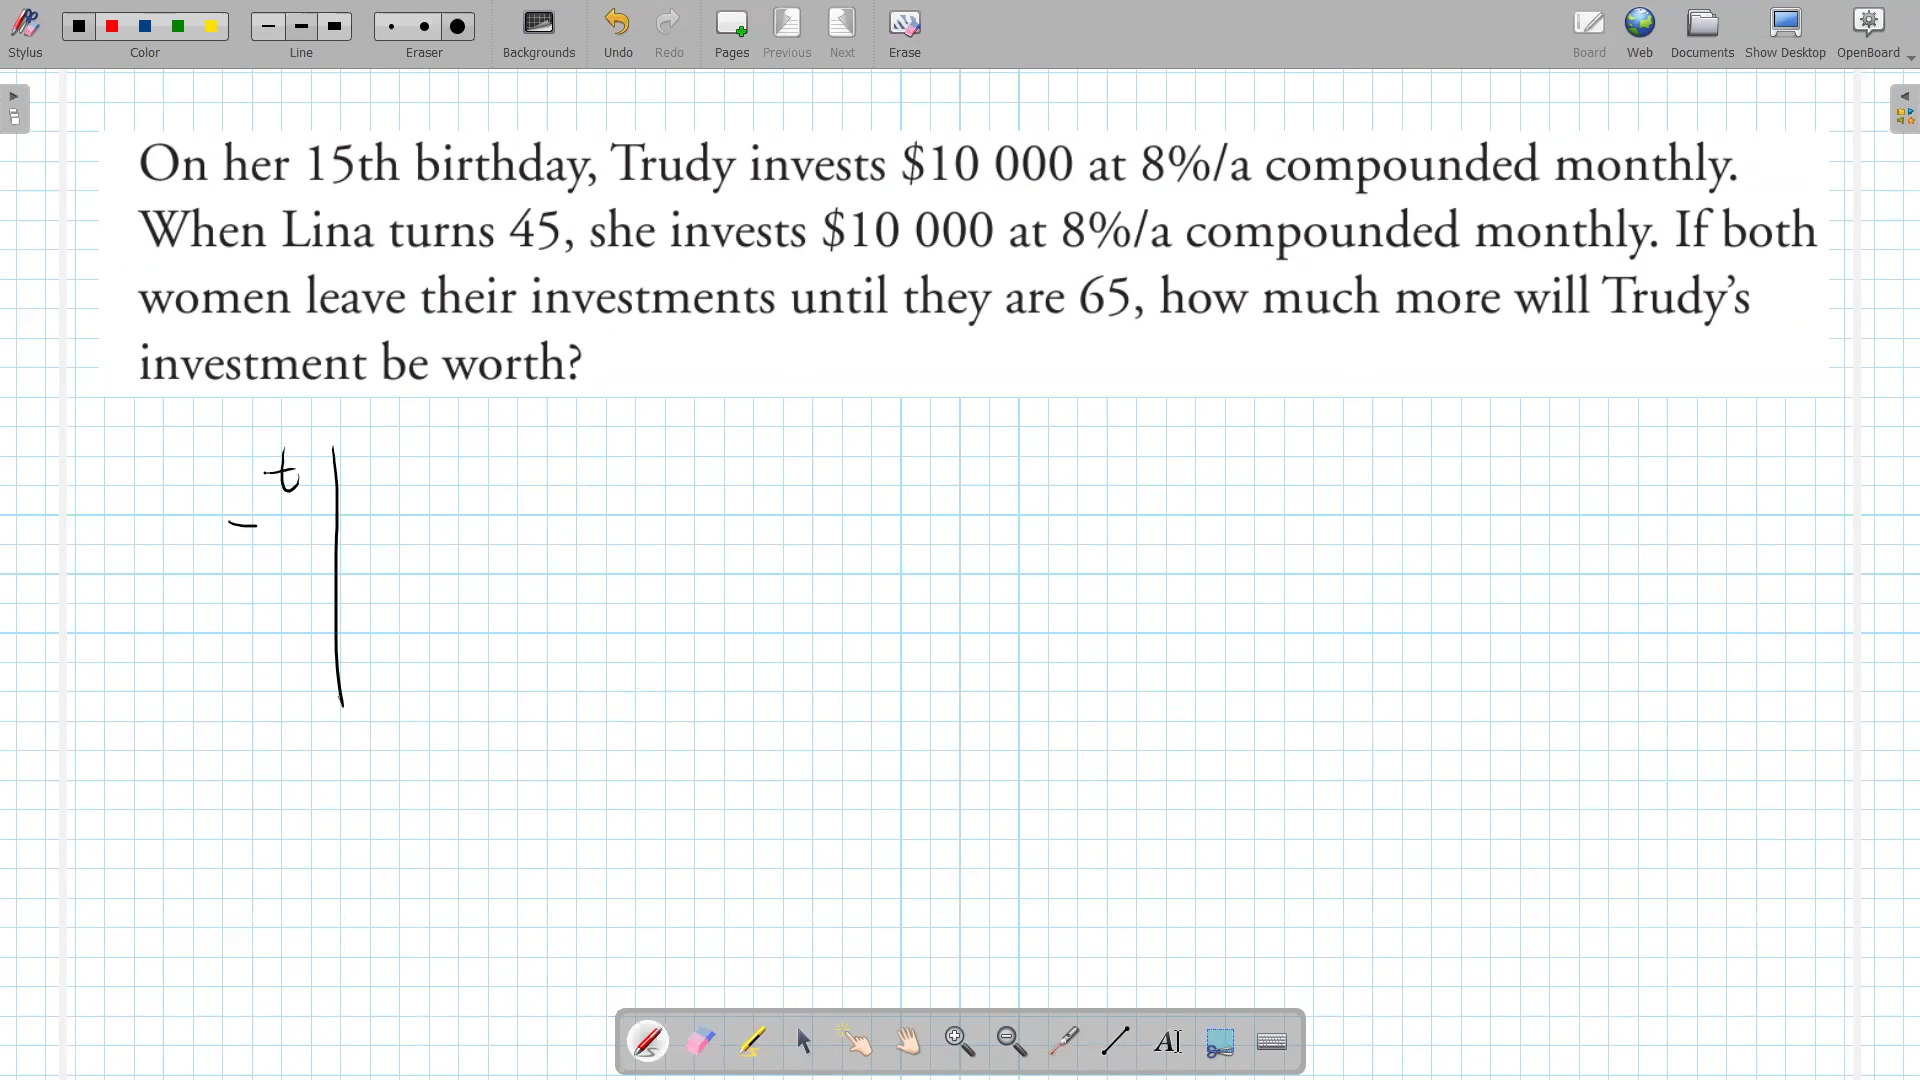 Stylus Color Line Eraser Backgrounds Undo Redo Pages Previous Next Erase Board Web Documents Show Desktop OpenBoard
On her 15th birthday, Trudy invests $10 000 at 8%/a compounded monthly.
When Lina turns 45, she invests $10 000 at 8%/a compounded monthly. If both
women leave their investments until they are 65, how much more will Trudy’s
investment be worth?
t